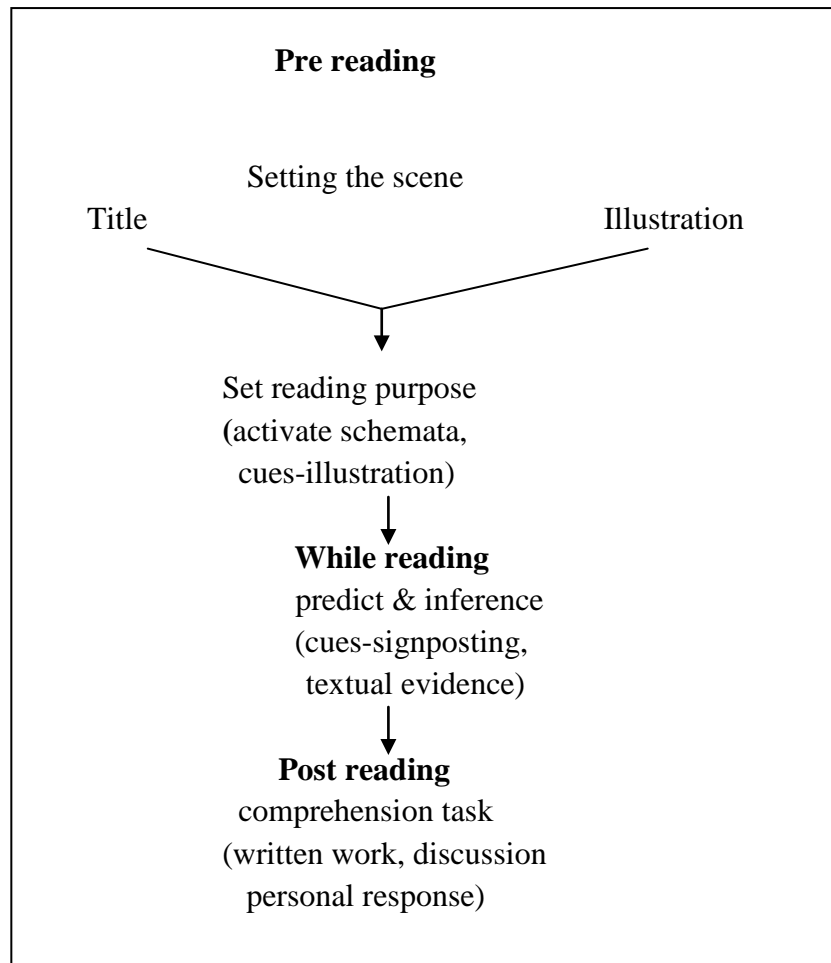 Pre reading
Setting the scene
Title Illustration
Set reading purpose
(activate schemata,
cues-illustration)
While reading
predict & inference
(cues-signposting,
textual evidence)
Post reading
comprehension task
(written work, discussion
personal response)